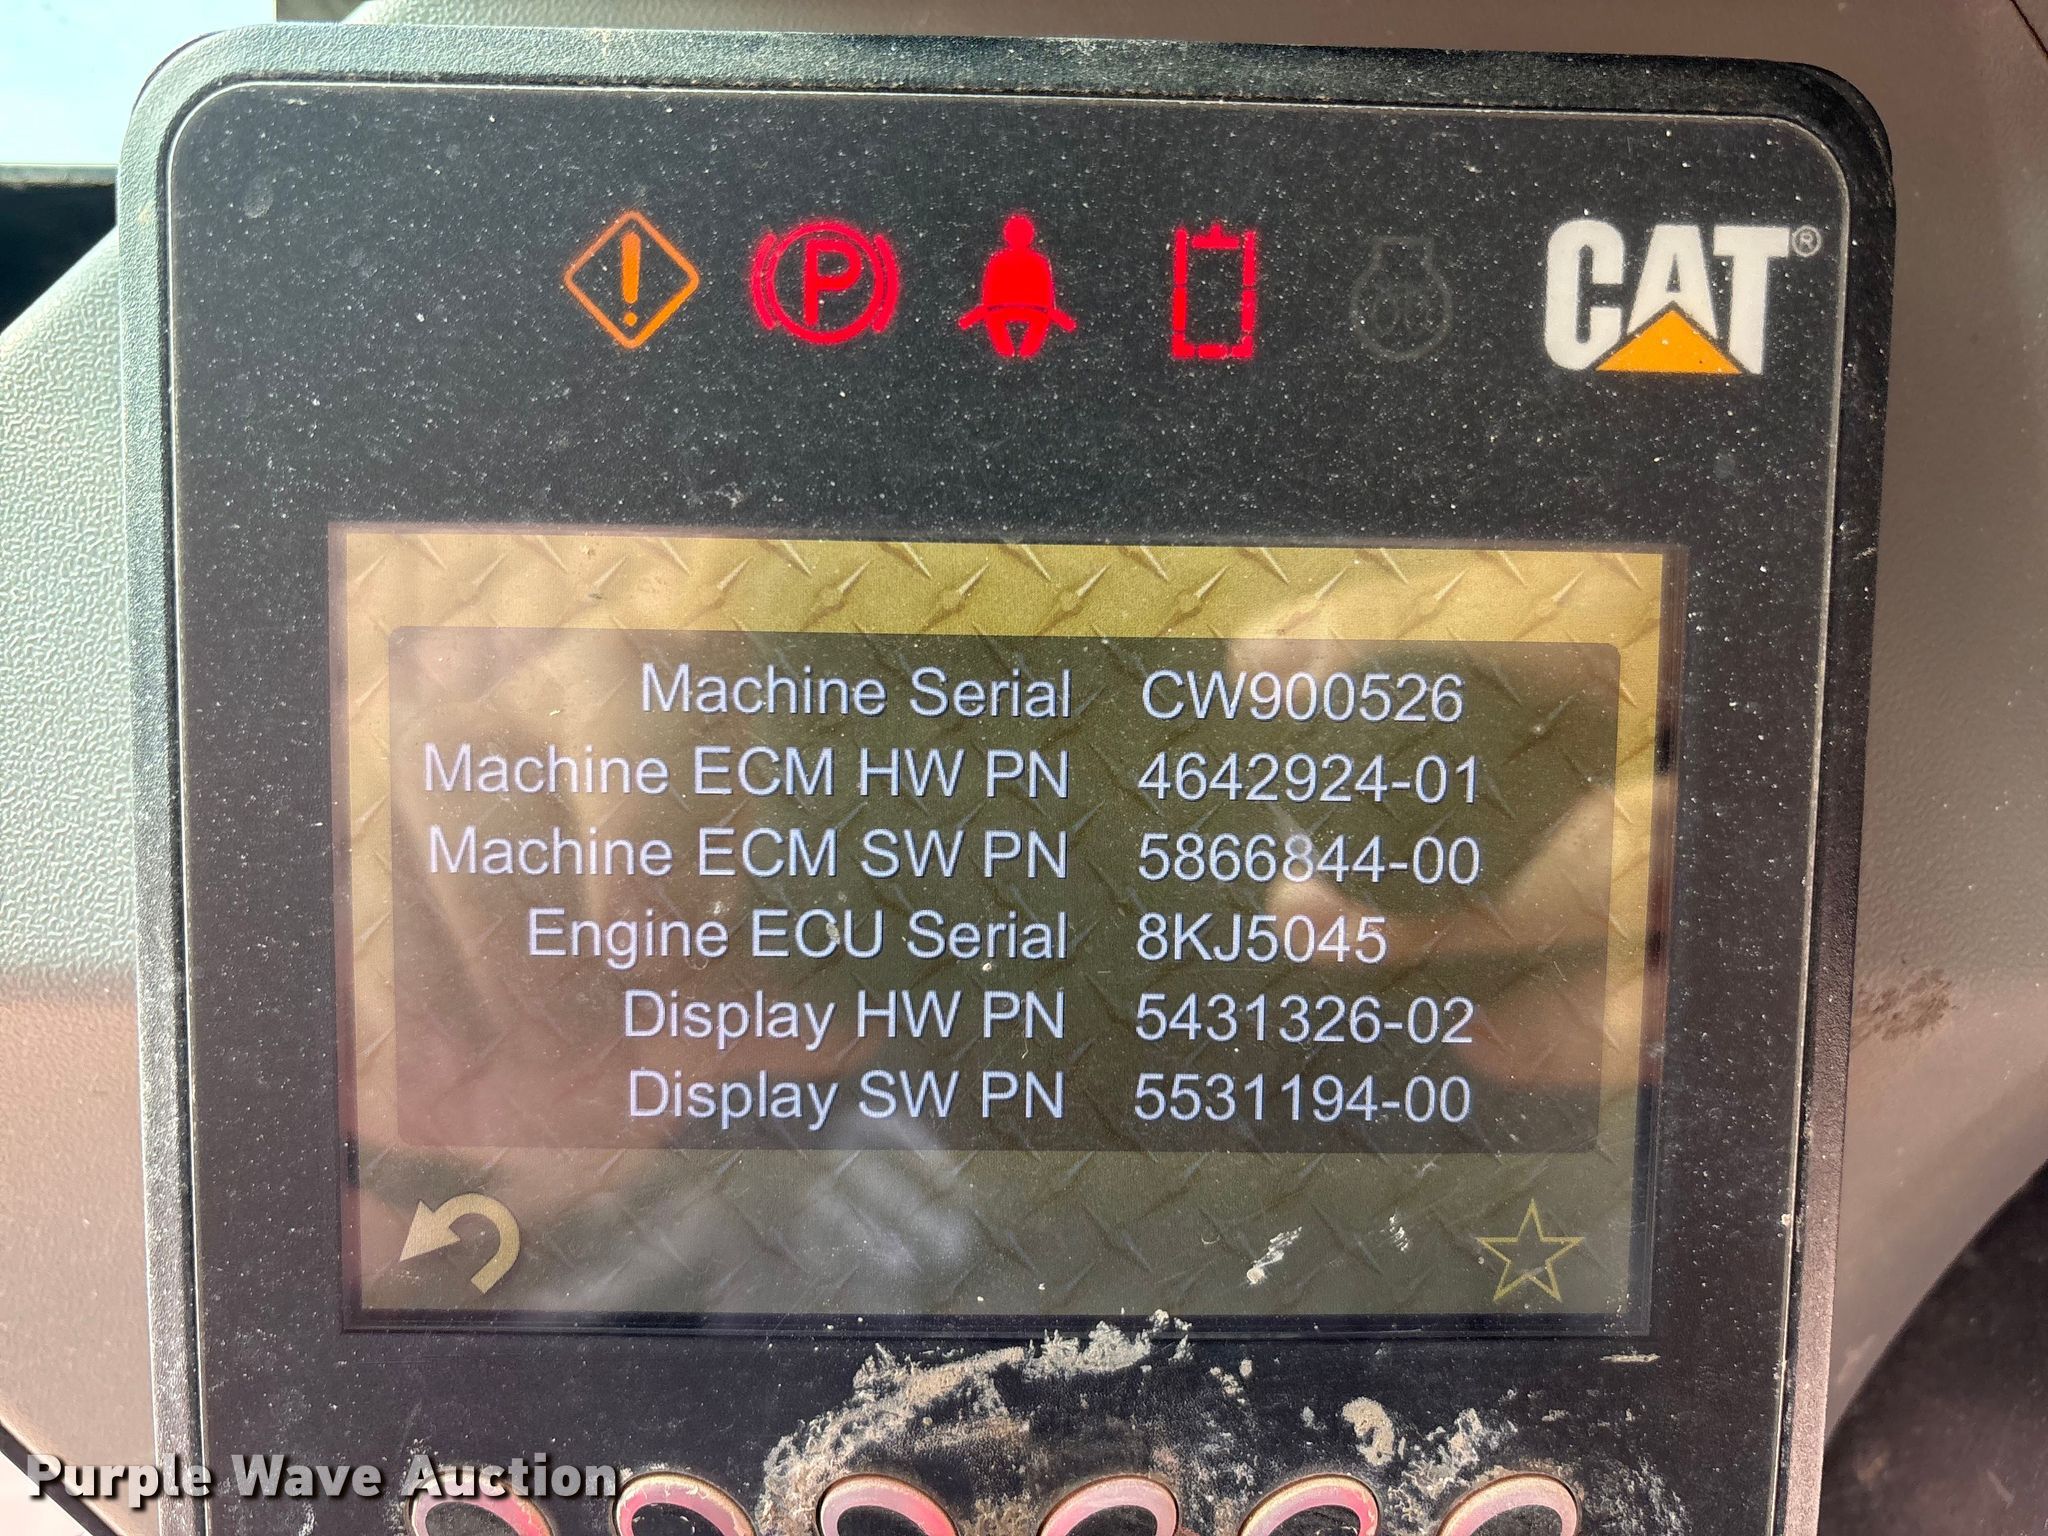 CAT®
Machine Serial CW900526
Machine ECM HW PN 4642924-01
Machine ECM SW PN 5866844-00
Engine ECU Serial 8KJ5045
Display HW PN 5431326-02
Display SW PN 5531194-00
Purple Wave Auction